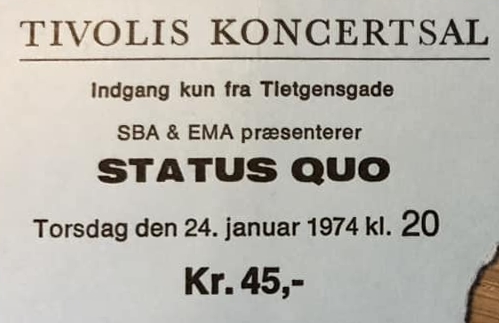 TIVOLIS KONCERTSAL
Indgang kun fra Tietgensgade
SBA & EMA præsenterer
STATUS QUO
Torsdag den 24. januar 1974 kl. 20
Kr. 45,-